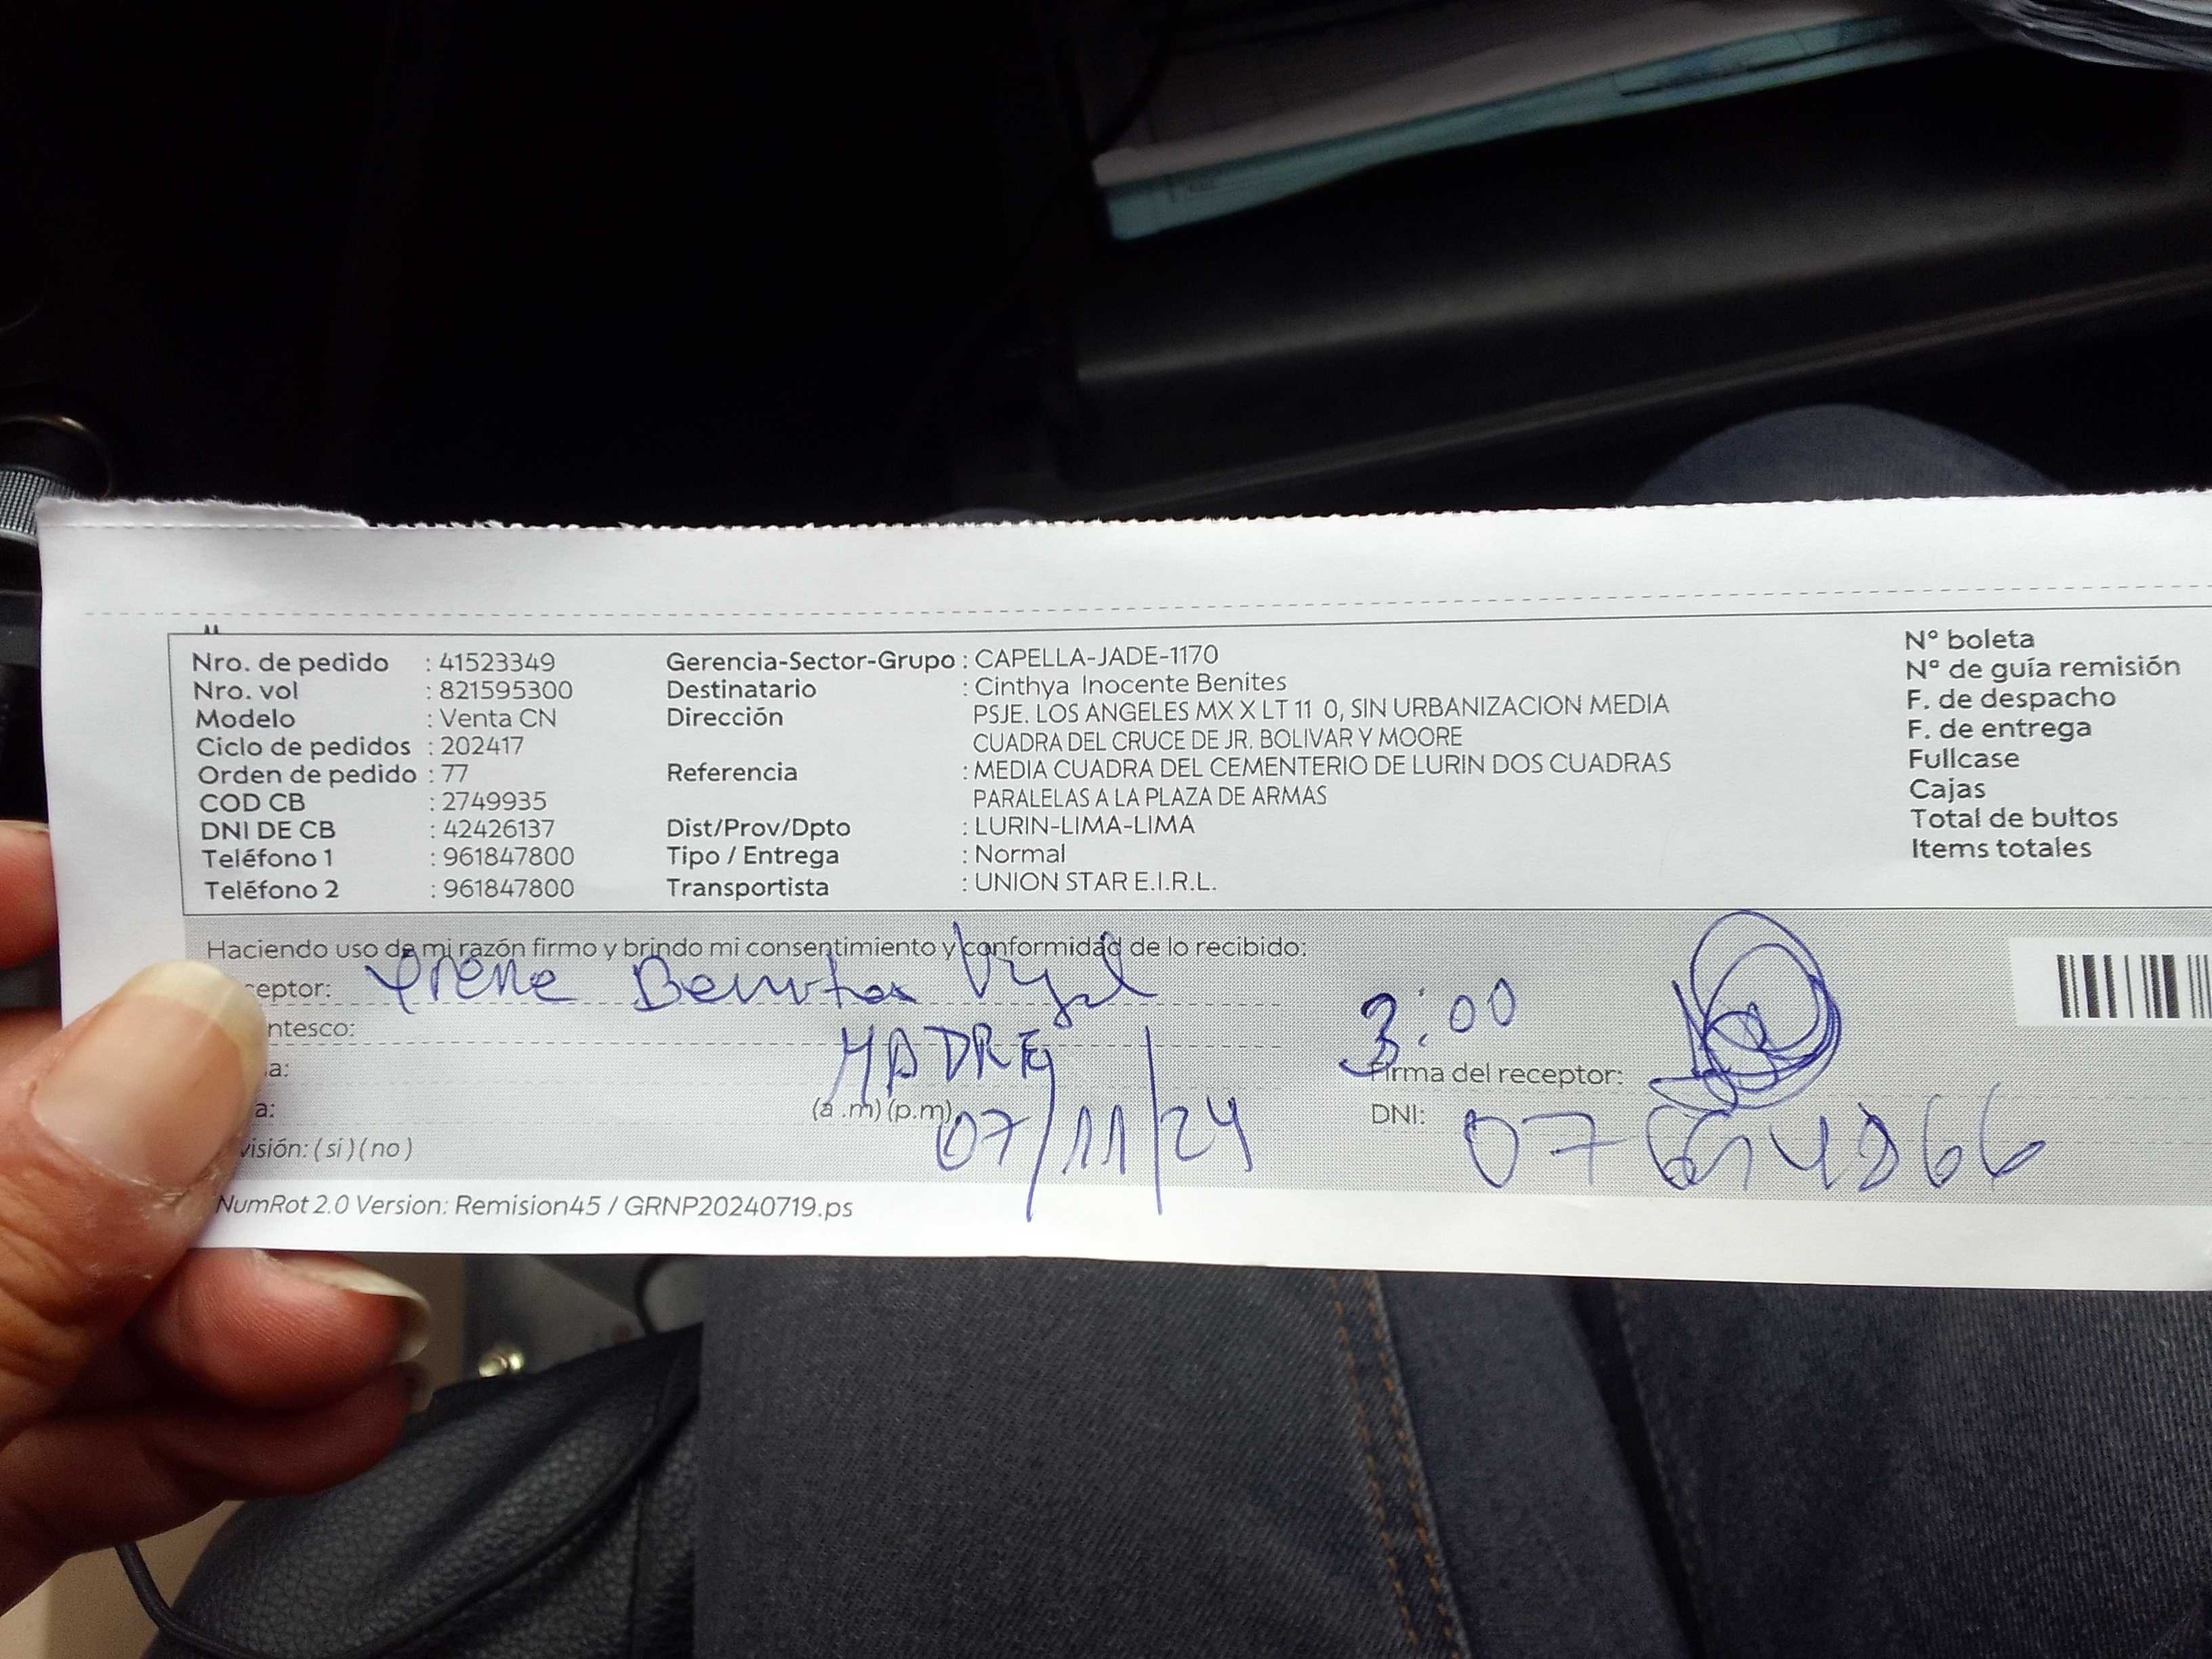 Nro. de pedido : 41523349 Gerencia-Sector-Grupo : CAPELLA-JADE-1170 N° boleta
Nro. vol : 821595300 Destinatario : Cinthya Inocente Benites N° de guía remisión
Modelo : Venta CN Dirección PSJE. LOS ANGELES MX X LT 11 0, SIN URBANIZACION MEDIA F. de despacho
Ciclo de pedidos : 202417 CUADRA DEL CRUCE DE JR. BOLIVAR Y MOORE F. de entrega
Orden de pedido : 77 Referencia : MEDIA CUADRA DEL CEMENTERIO DE LURIN DOS CUADRAS Fullcase
COD CB : 2749935 PARALELAS A LA PLAZA DE ARMAS Cajas
DNI DE CB : 42426137 Dist/Prov/Dpto : LURIN-LIMA-LIMA Total de bultos
Teléfono 1 : 961847800 Tipo / Entrega : Normal Items totales
Teléfono 2 : 961847800 Transportista : UNION STAR E.I.R.L.
Haciendo uso de mi razón firmo y brindo mi consentimiento y conformidad de lo recibido:
ceptor: Yrene Benites
ntesco: MADRE 3:00
a: Firma del receptor:
a: (a .m) (p.m) 07/11/24 DNI:
visión: ( sí ) ( no )
NumRot 2.0 Version: Remision45 / GRNP20240719.ps